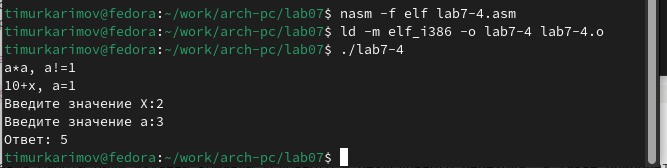 timurkarimov@fedora:~/work/arch-pc/lab07$ nasm -f elf lab7-4.asm
timurkarimov@fedora:~/work/arch-pc/lab07$ ld -m elf_i386 -o lab7-4 lab7-4.o
timurkarimov@fedora:~/work/arch-pc/lab07$ ./lab7-4
a*a, a!=1
10+x, a=1
Введите значение X:2
Введите значение a:3
Ответ: 5
timurkarimov@fedora:~/work/arch-pc/lab07$